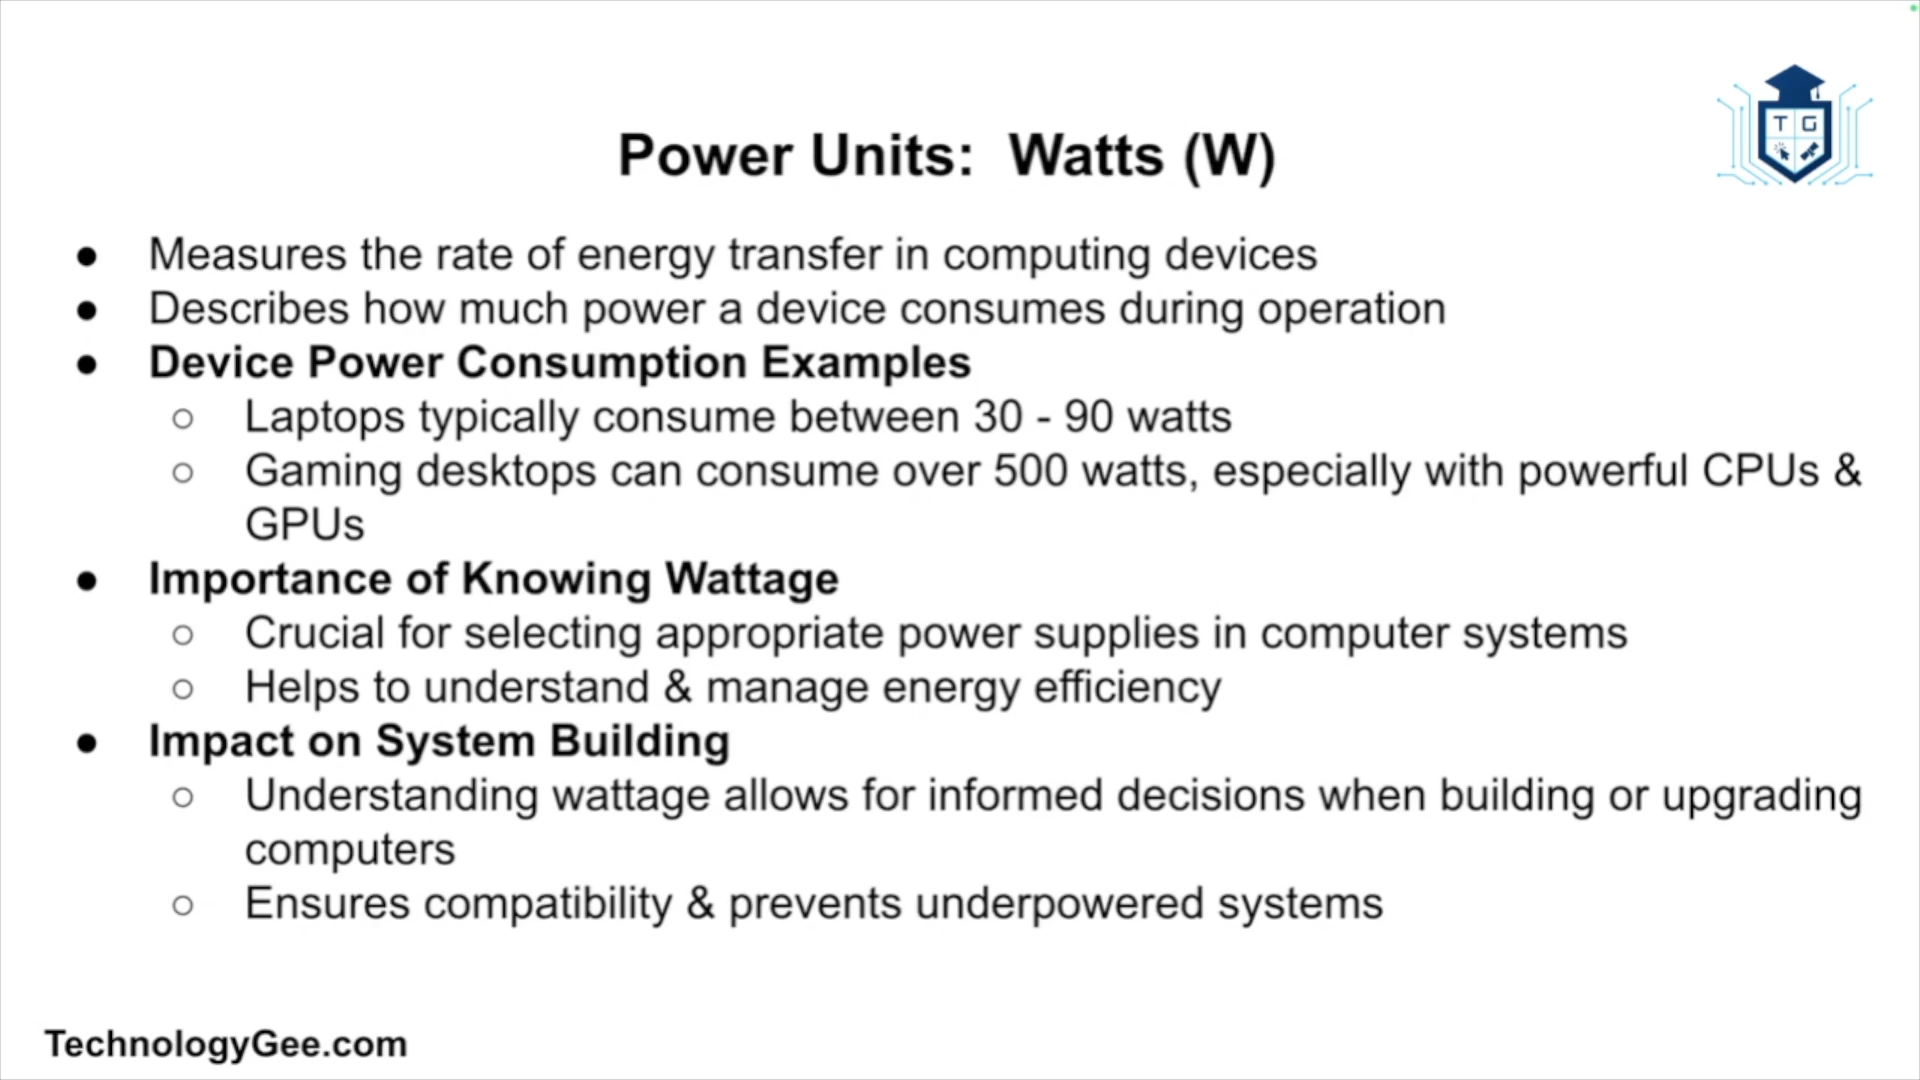 T G
Power Units:  Watts (W)
● Measures the rate of energy transfer in computing devices
● Describes how much power a device consumes during operation
● Device Power Consumption Examples
○ Laptops typically consume between 30 - 90 watts
○ Gaming desktops can consume over 500 watts, especially with powerful CPUs &
GPUs
● Importance of Knowing Wattage
○ Crucial for selecting appropriate power supplies in computer systems
○ Helps to understand & manage energy efficiency
● Impact on System Building
○ Understanding wattage allows for informed decisions when building or upgrading
computers
○ Ensures compatibility & prevents underpowered systems
TechnologyGee.com